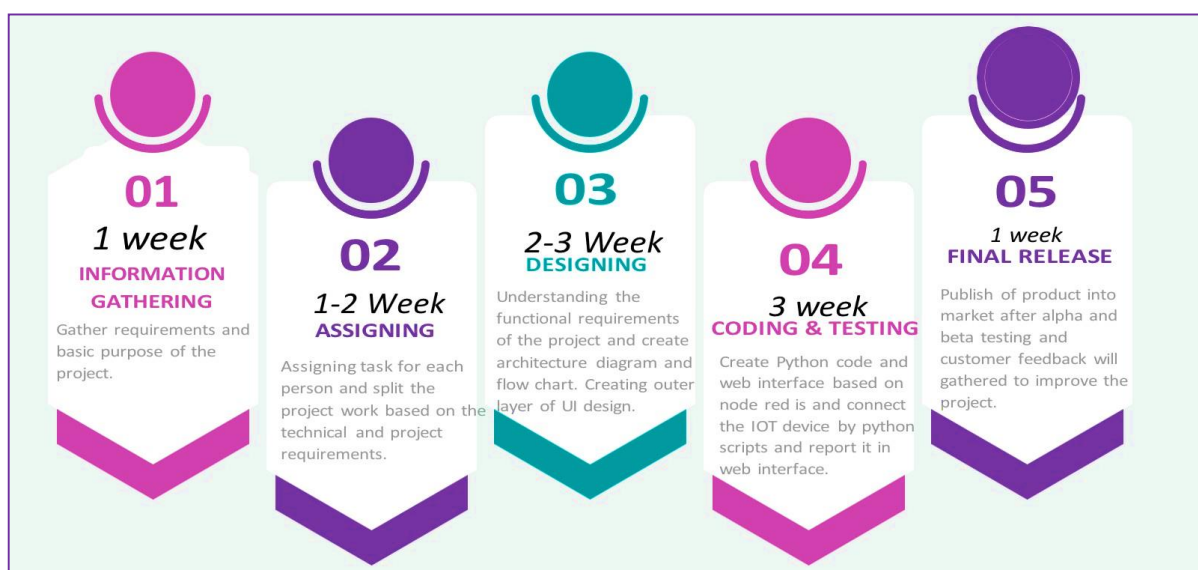 01
1 week
INFORMATION
GATHERING
Gather requirements and
basic purpose of the
project.
02
1-2 Week
ASSIGNING
Assigning task for each
person and split the
project work based on the
technical and project
requirements.
03
2-3 Week
DESIGNING
Understanding the
functional requirements
of the project and create
architecture diagram and
flow chart. Creating outer
layer of UI design.
04
3 week
CODING & TESTING
Create Python code and
web interface based on
node red is and connect
the IOT device by python
scripts and report it in
web interface.
05
1 week
FINAL RELEASE
Publish of product into
market after alpha and
beta testing and
customer feedback will
gathered to improve the
project.